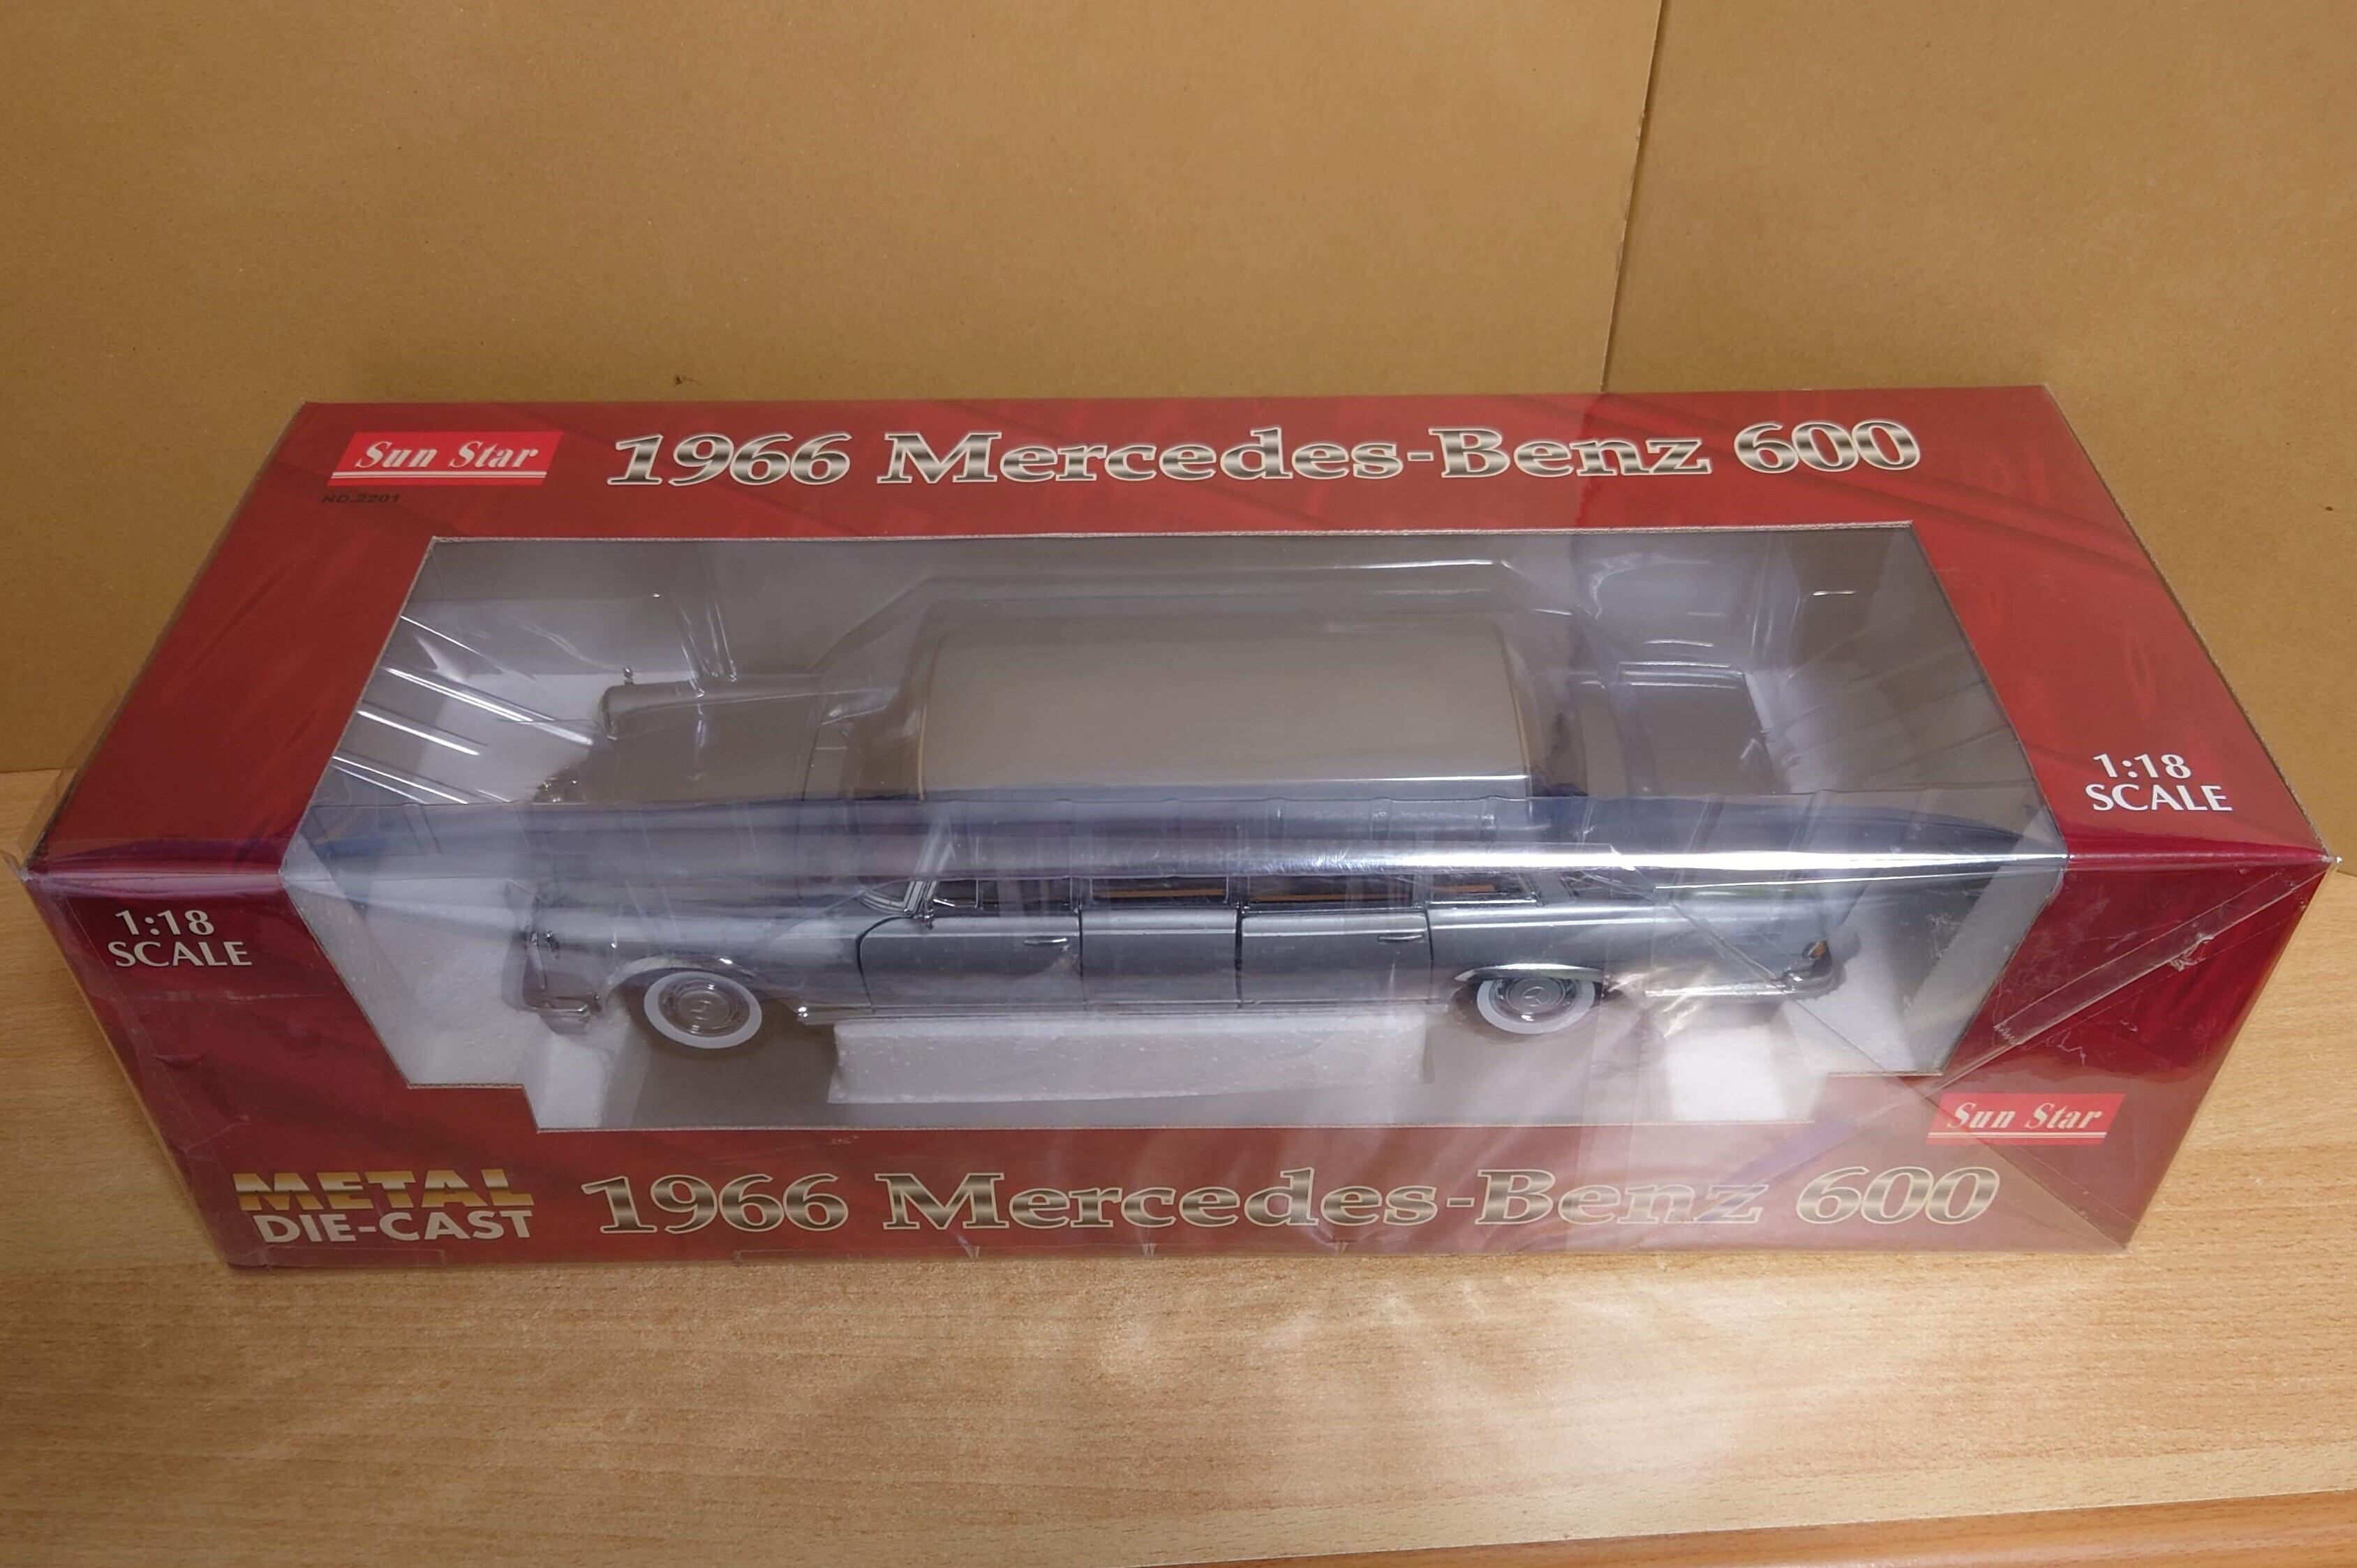 Sun Star
NO.2201
1966 Mercedes-Benz 600
1:18
SCALE
1:18
SCALE
Sun Star
METAL
DIE-CAST
1966 Mercedes-Benz 600